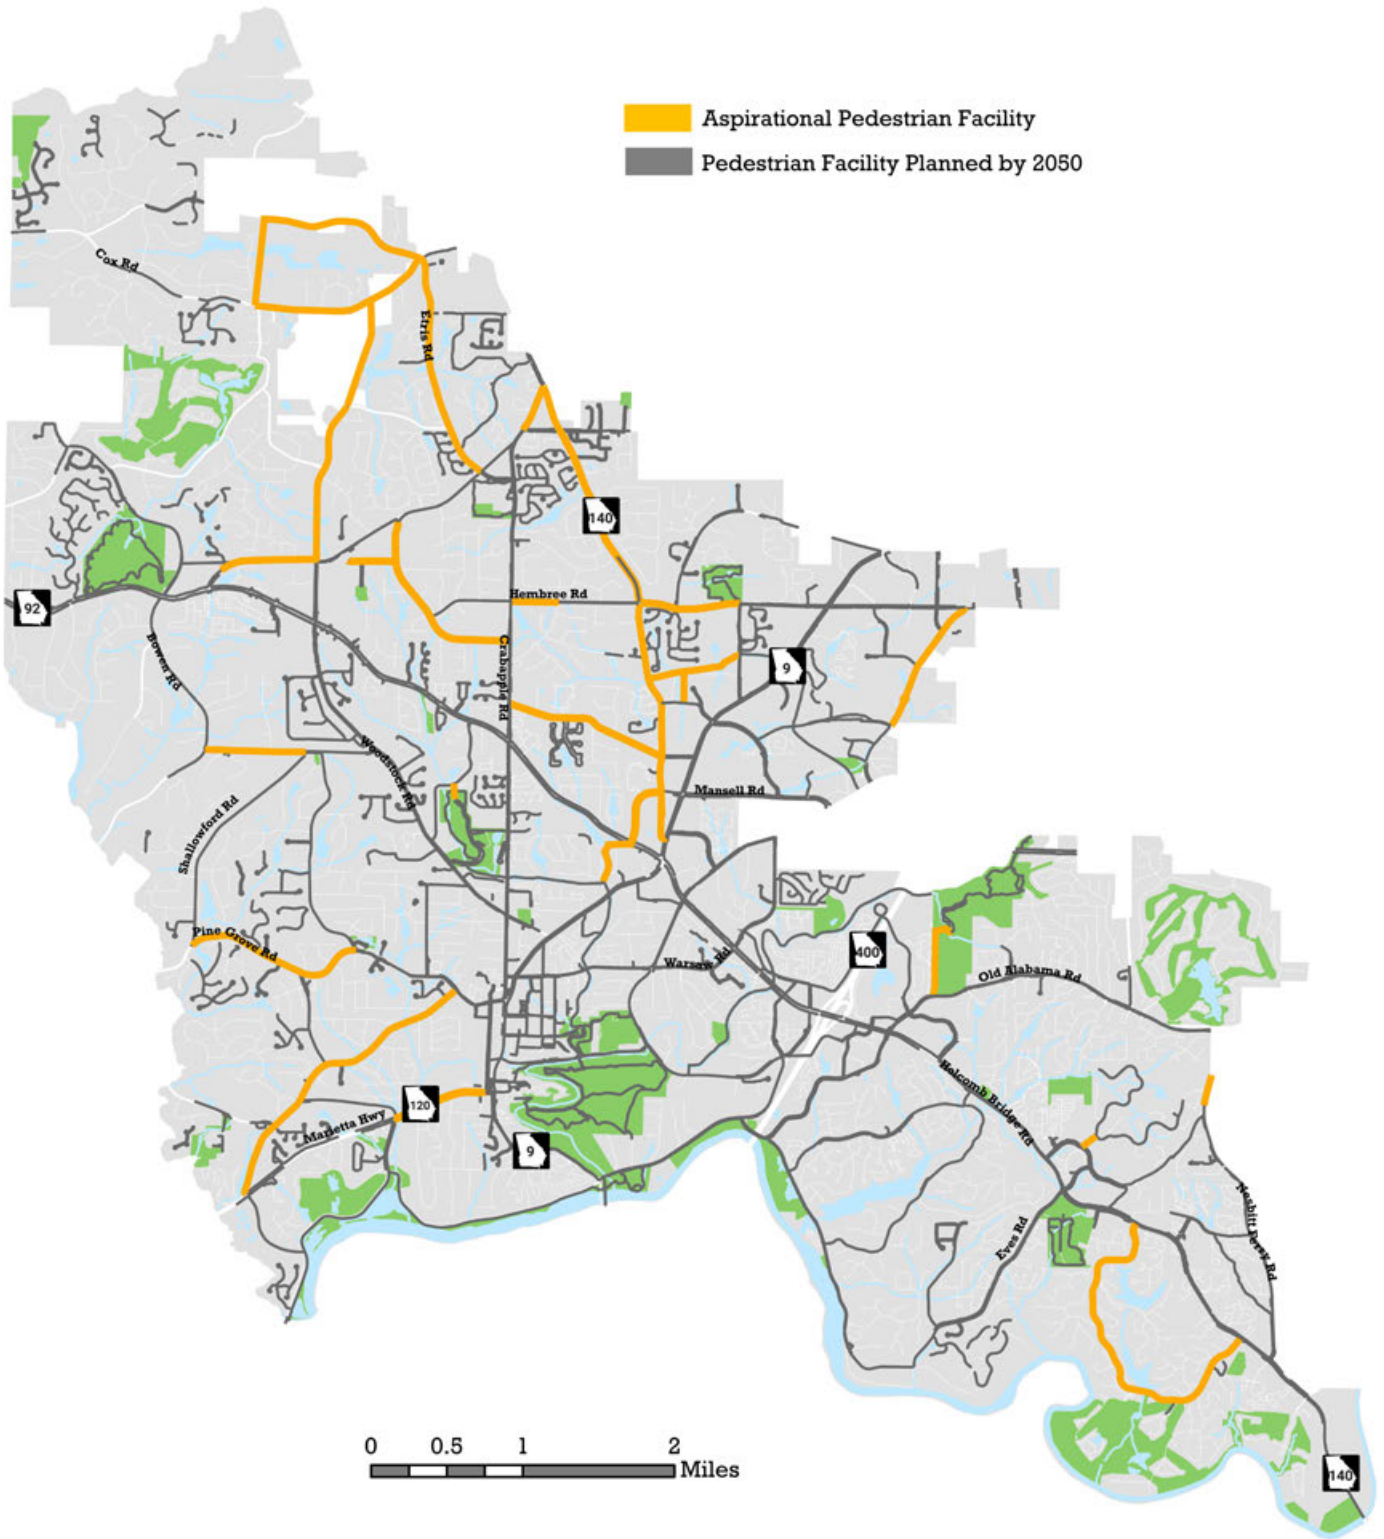 Aspirational Pedestrian Facility
Pedestrian Facility Planned by 2050
Cox Rd
Etris Rd
140
Hembree Rd
92
Bowen Rd
Crabapple Rd
9
Woodstock Rd
Mansell Rd
Shallowford Rd
Pine Grove Rd
Warsaw Rd
400
Old Alabama Rd
Holcomb Bridge Rd
120
Marietta Hwy
9
Nesbitt Ferry Rd
Eves Rd
0 0.5 1 2
Miles
140